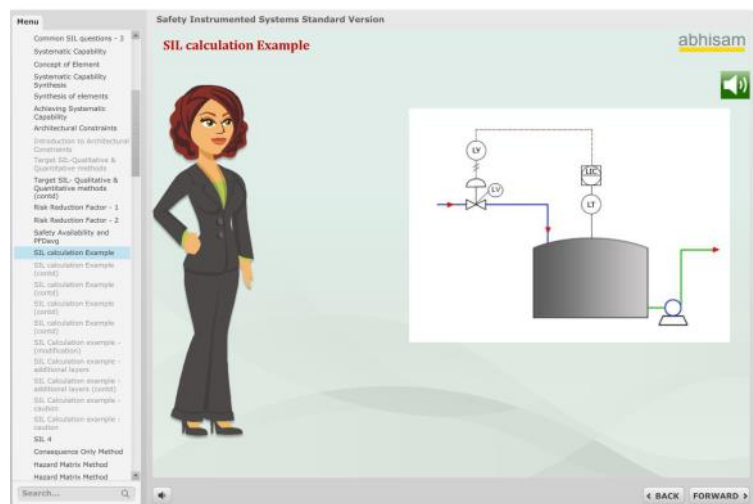 Menu
Safety Instrumented Systems Standard Version
Common SIL questions - 3
Systematic Capability
Concept of Element
Systematic Capability
Synthesis
Synthesis of elements
Achieving Systematic
Capability
Architectural Constraints
Introduction to Architectural
Constraints
Target SIL-Qualitative &
Quantitative methods
Target SIL- Qualitative &
Quantitative methods
(contd)
Risk Reduction Factor - 1
Risk Reduction Factor - 2
Safety Availability and
PFDavg
SIL calculation Example
SIL calculation Example
(contd)
SIL calculation Example
(contd)
SIL calculation Example
(contd)
SIL calculation Example
(contd)
SIL Calculation example -
(modification)
SIL Calculation example -
additional layers
SIL Calculation example -
additional layers (contd)
SIL Calculation example -
caution
SIL Calculation example -
caution
SIL 4
Consequence Only Method
Hazard Matrix Method
Hazard Matrix Method
Search...
SIL calculation Example
abhisam
LY
LIC
LV
LT
BACK
FORWARD